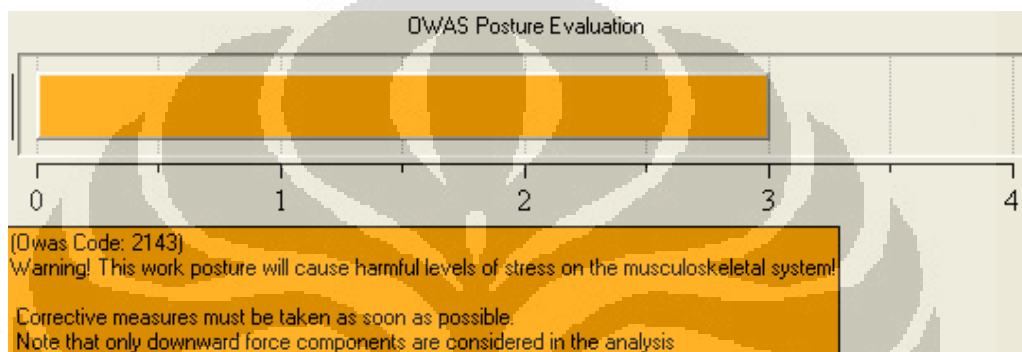 OWAS Posture Evaluation
0 1 2 3 4
(Owas Code: 2143)
Warning! This work posture will cause harmful levels of stress on the musculoskeletal system!
Corrective measures must be taken as soon as possible.
Note that only downward force components are considered in the analysis